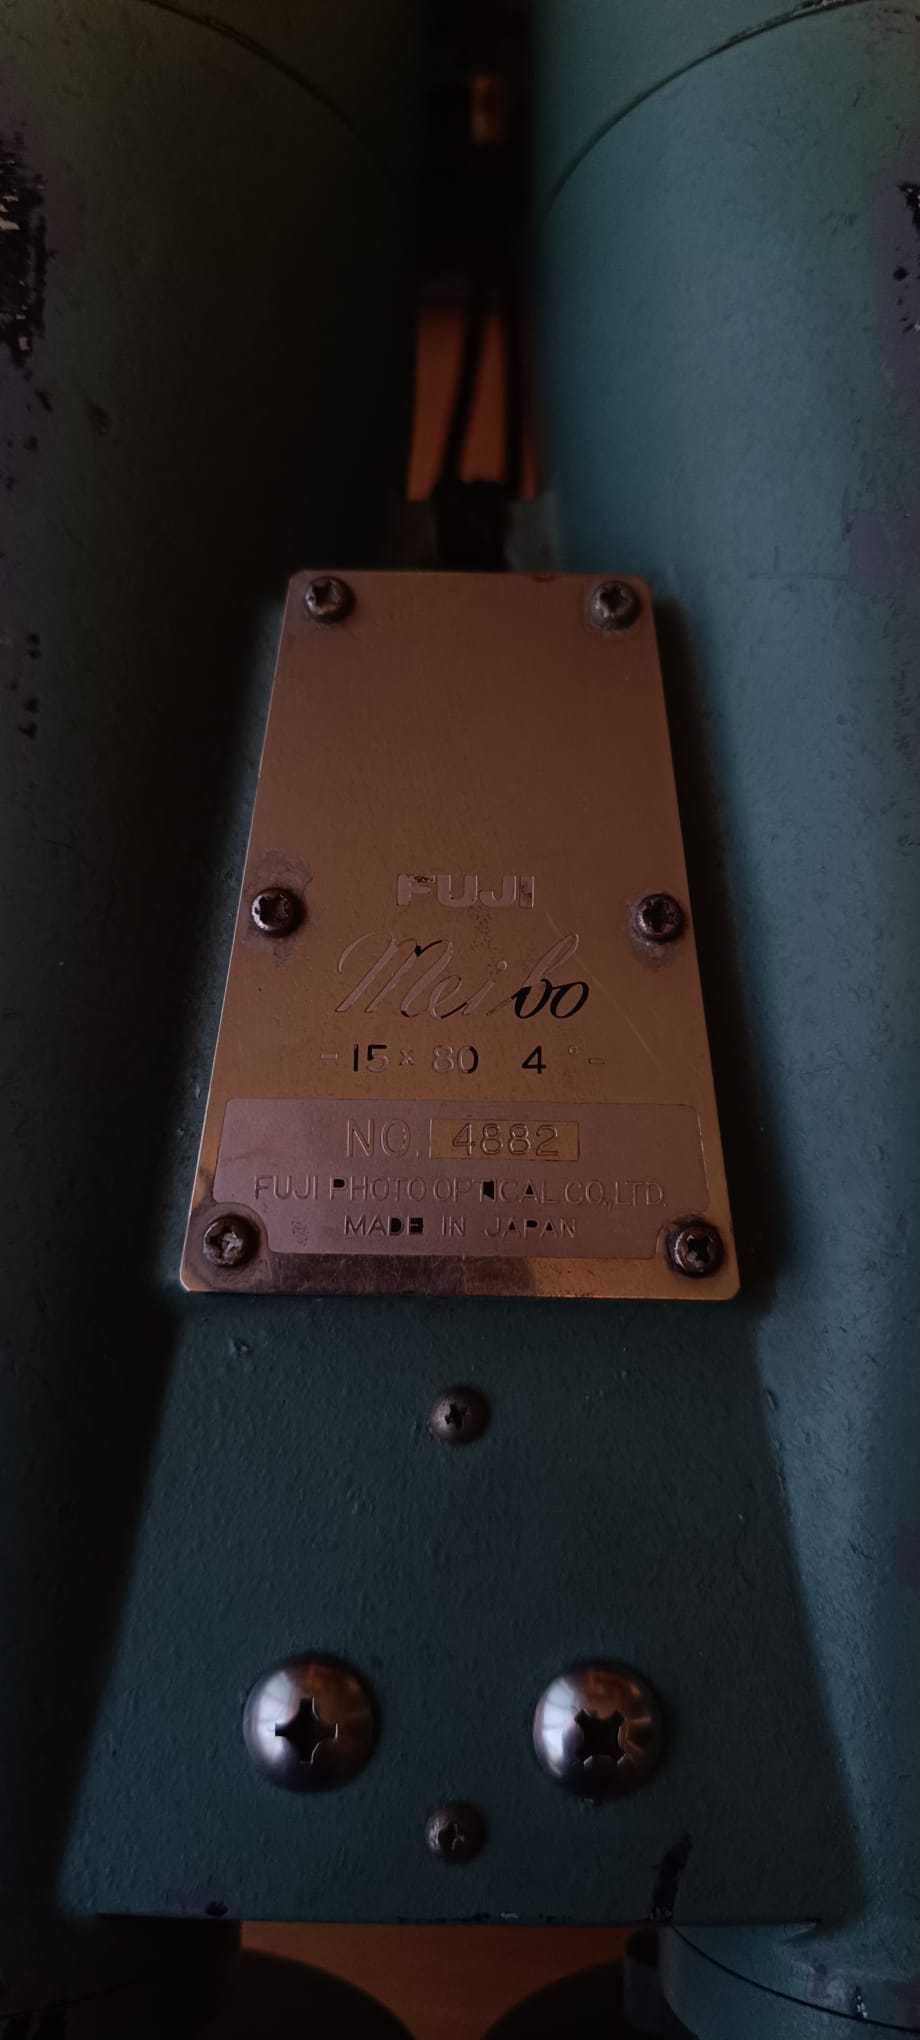 FUJI
Meibo
- 15 × 80 4° -
NO. 4882
FUJI PHOTO OPTICAL CO., LTD.
MADE IN JAPAN